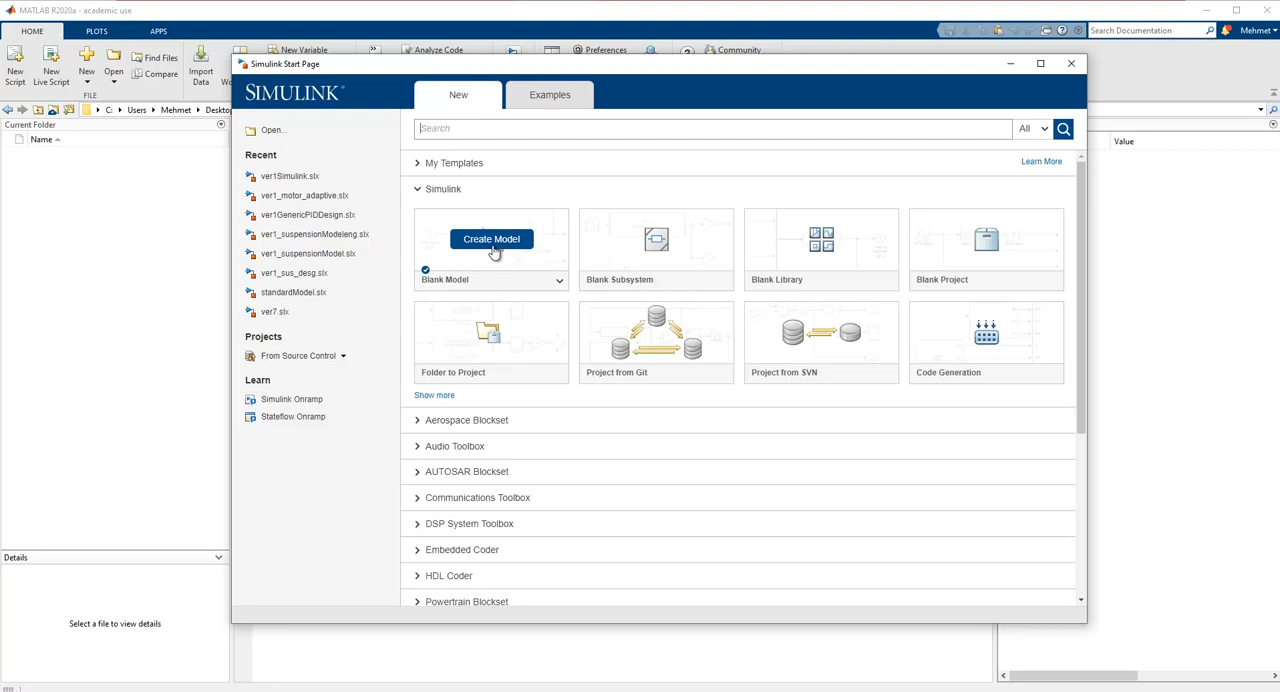 MATLAB R2020a - academic use
HOME
PLOTS
APPS
Search Documentation
Mehmet
New Variable
Analyze Code
Preferences
Community
Find Files
Compare
New Script
New Live Script
New
Open
Import Data
FILE
C:
Users
Mehmet
Current Folder
Name
Value
Details
Select a file to view details
Simulink Start Page
SIMULINK®
New
Examples
Open...
Recent
ver1Simulink.slx
ver1_motor_adaptive.slx
ver1GenericPIDDesign.slx
ver1_suspensionModeleng.slx
ver1_suspensionModel.slx
ver1_sus_desg.slx
standardModel.slx
ver7.slx
Projects
From Source Control
Learn
Simulink Onramp
Stateflow Onramp
Search
All
My Templates
Learn More
Simulink
Create Model
Blank Model
Blank Subsystem
Blank Library
Blank Project
Folder to Project
Project from Git
Project from SVN
Code Generation
Show more
Aerospace Blockset
Audio Toolbox
AUTOSAR Blockset
Communications Toolbox
DSP System Toolbox
Embedded Coder
HDL Coder
Powertrain Blockset